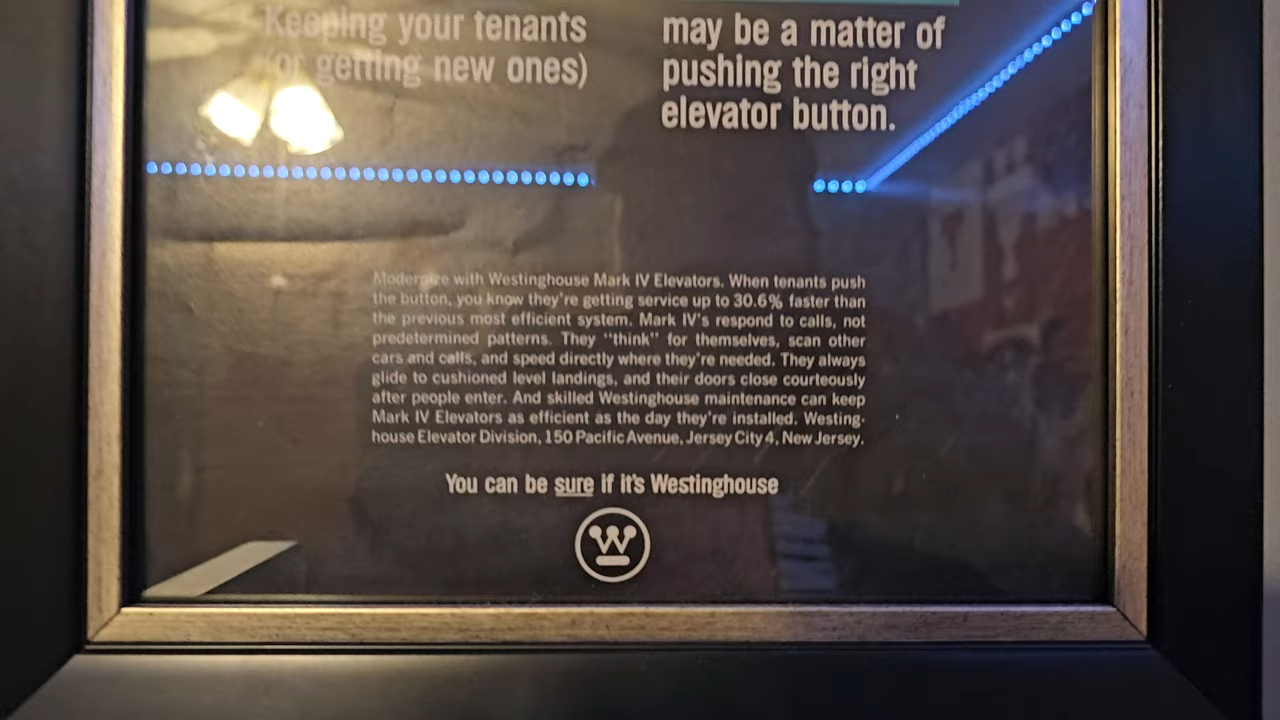 Keeping your tenants
(or getting new ones)
may be a matter of
pushing the right
elevator button.
Modernize with Westinghouse Mark IV Elevators. When tenants push
the button, you know they're getting service up to 30.6% faster than
the previous most efficient system. Mark IV's respond to calls, not
predetermined patterns. They "think" for themselves, scan other
cars and calls, and speed directly where they're needed. They always
glide to cushioned level landings, and their doors close courteously
after people enter. And skilled Westinghouse maintenance can keep
Mark IV Elevators as efficient as the day they're installed. Westing-
house Elevator Division, 150 Pacific Avenue, Jersey City 4, New Jersey.
You can be sure if it's Westinghouse
W